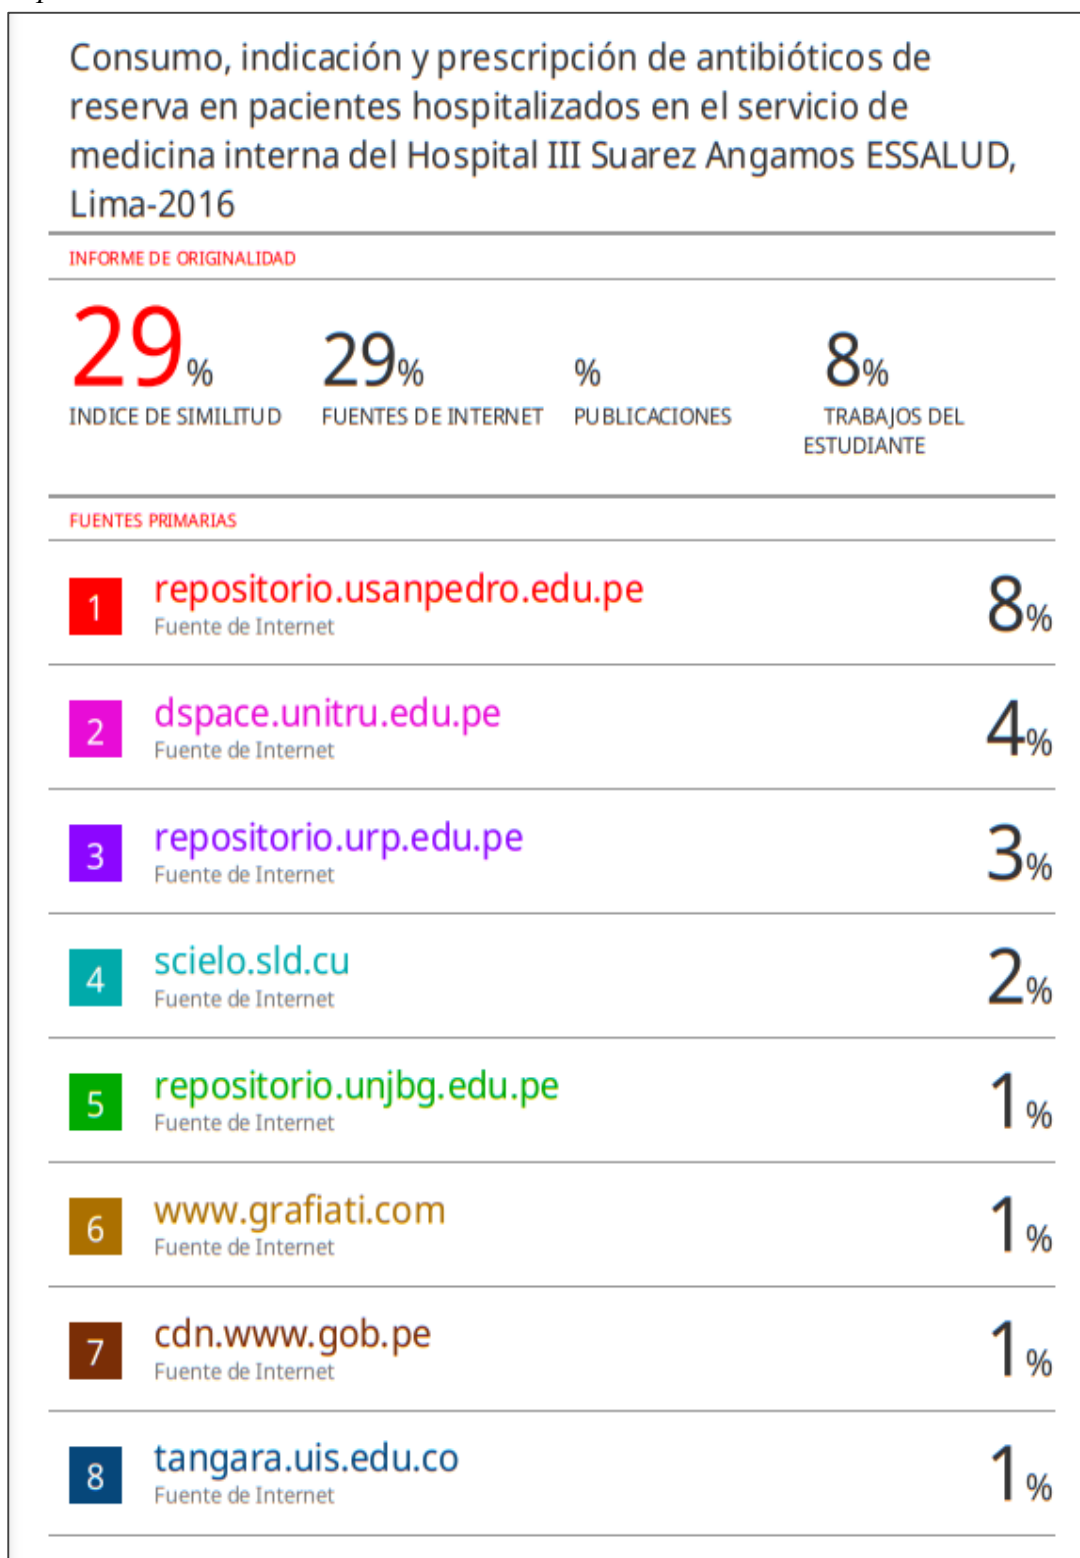 Consumo, indicación y prescripción de antibióticos de
reserva en pacientes hospitalizados en el servicio de
medicina interna del Hospital III Suarez Angamos ESSALUD,
Lima-2016
INFORME DE ORIGINALIDAD
29% 29% % 8%
INDICE DE SIMILITUD FUENTES DE INTERNET PUBLICACIONES TRABAJOS DEL
ESTUDIANTE
FUENTES PRIMARIAS
1 repositorio.usanpedro.edu.pe 8%
Fuente de Internet
2 dspace.unitru.edu.pe 4%
Fuente de Internet
3 repositorio.urp.edu.pe 3%
Fuente de Internet
4 scielo.sld.cu 2%
Fuente de Internet
5 repositorio.unjbg.edu.pe 1%
Fuente de Internet
6 www.grafiati.com 1%
Fuente de Internet
7 cdn.www.gob.pe 1%
Fuente de Internet
8 tangara.uis.edu.co 1%
Fuente de Internet